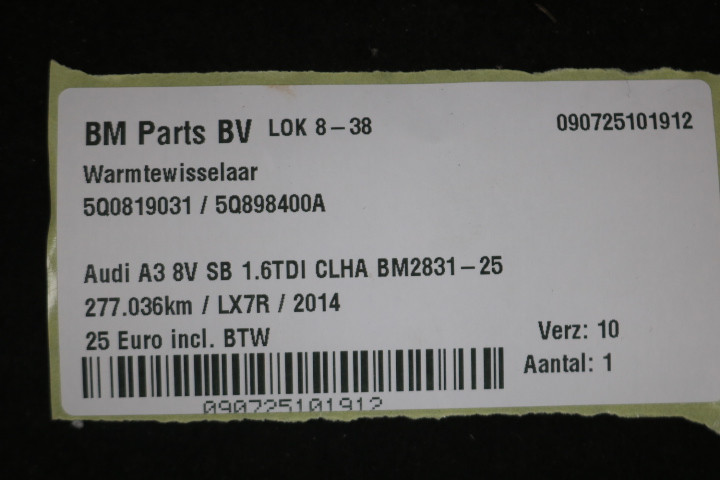 BM Parts BV LOK 8-38 090725101912
Warmtewisselaar
5Q0819031 / 5Q898400A
Audi A3 8V SB 1.6TDI CLHA BM2831-25
277.036km / LX7R / 2014
25 Euro incl. BTW Verz: 10
Aantal: 1
090725101912